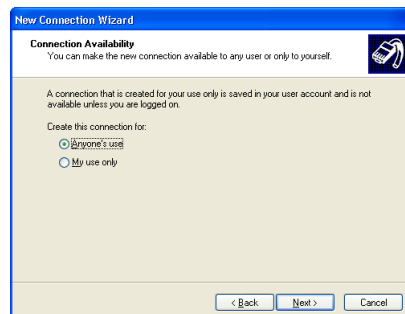 New Connection Wizard
Connection Availability
You can make the new connection available to any user or only to yourself.
A connection that is created for your use only is saved in your user account and is not
available unless you are logged on.
Create this connection for:
Anyone's use
My use only
< Back
Next >
Cancel